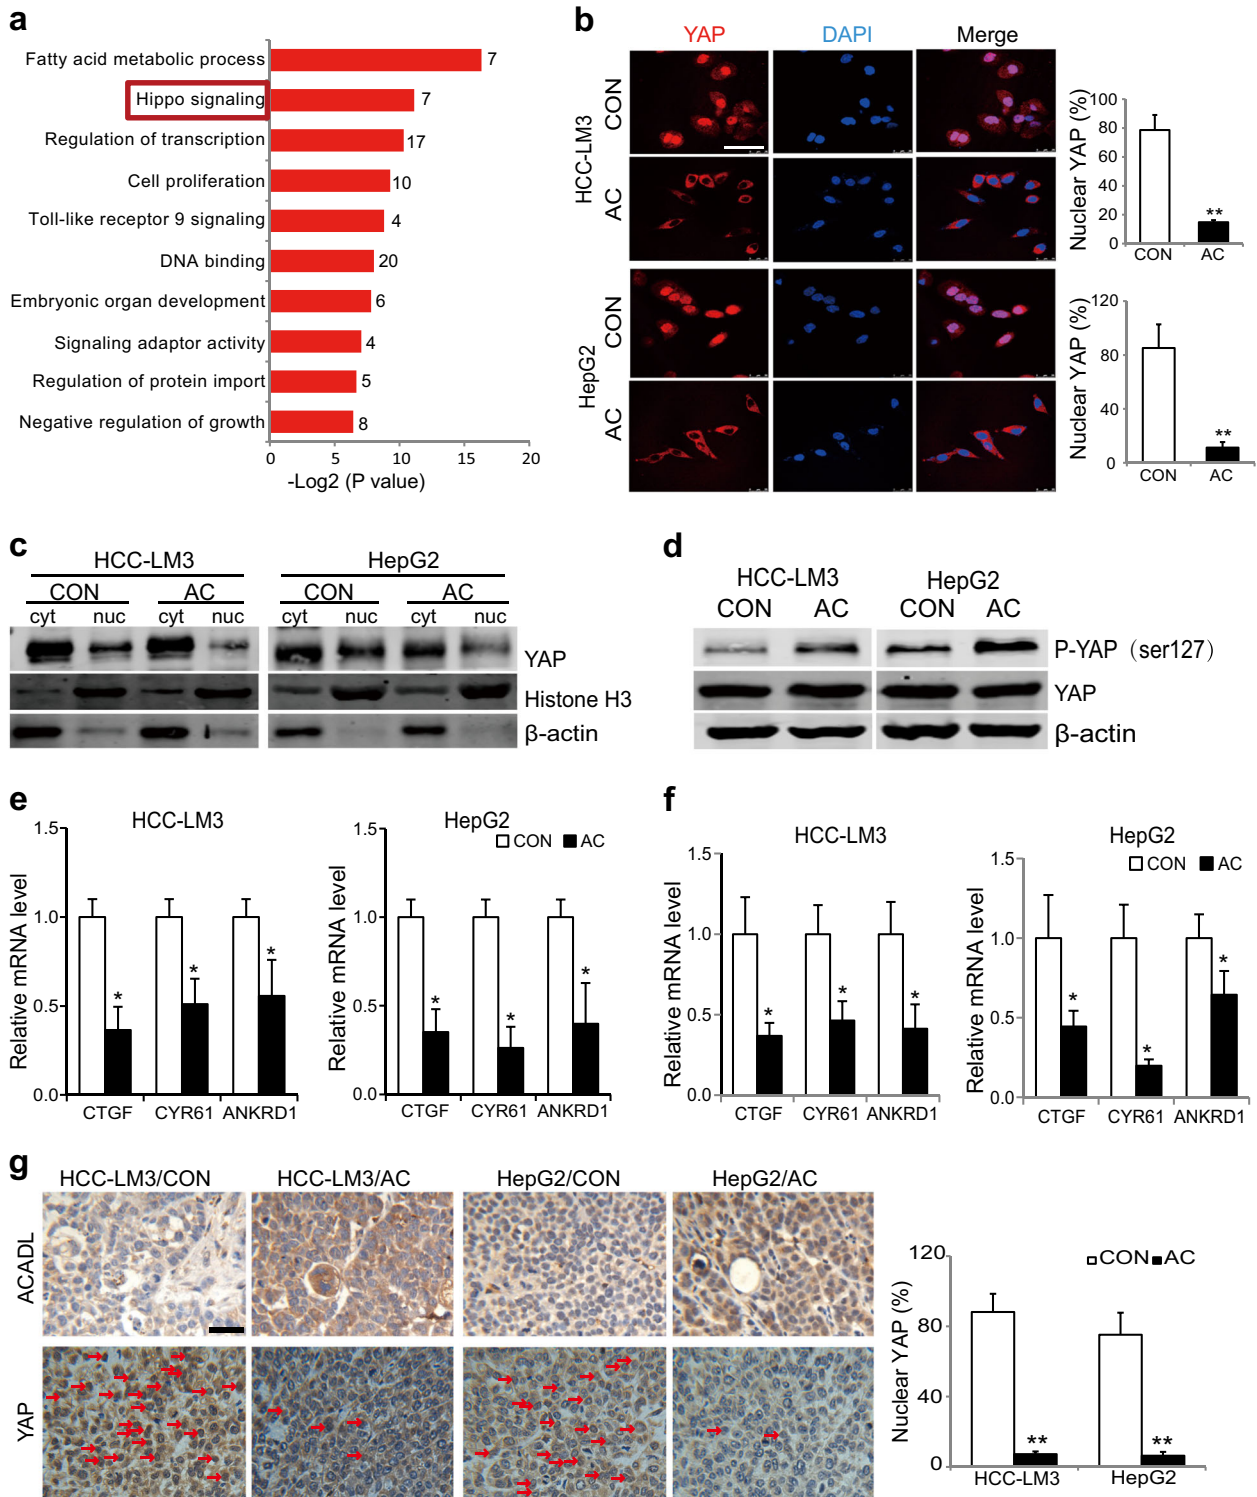 a
Fatty acid metabolic process 7
Hippo signaling 7
Regulation of transcription 17
Cell proliferation 10
Toll-like receptor 9 signaling 4
DNA binding 20
Embryonic organ development 6
Signaling adaptor activity 4
Regulation of protein import 5
Negative regulation of growth 8
0 5 10 15 20
-Log2 (P value)
b
YAP DAPI Merge
HCC-LM3
CON
AC
HepG2
CON
AC
Nuclear YAP (%)
100
80
60
40
20
0
**
CON AC
Nuclear YAP (%)
120
80
40
0
**
CON AC
c
HCC-LM3 HepG2
CON AC CON AC
cyt nuc cyt nuc cyt nuc cyt nuc
YAP
Histone H3
β-actin
d
HCC-LM3 HepG2
CON AC CON AC
P-YAP (ser127)
YAP
β-actin
e
HCC-LM3
Relative mRNA level
1.5
1.0
0.5
0.0
* * *
CTGF CYR61 ANKRD1
HepG2
CON AC
Relative mRNA level
1.5
1.0
0.5
0.0
* * *
CTGF CYR61 ANKRD1
f
HCC-LM3
Relative mRNA level
1.5
1.0
0.5
0.0
* * *
CTGF CYR61 ANKRD1
HepG2
CON AC
Relative mRNA level
1.5
1.0
0.5
0.0
* * *
CTGF CYR61 ANKRD1
g
HCC-LM3/CON HCC-LM3/AC HepG2/CON HepG2/AC
ACADL
YAP
Nuclear YAP (%)
120
80
40
0
CON AC
** **
HCC-LM3 HepG2